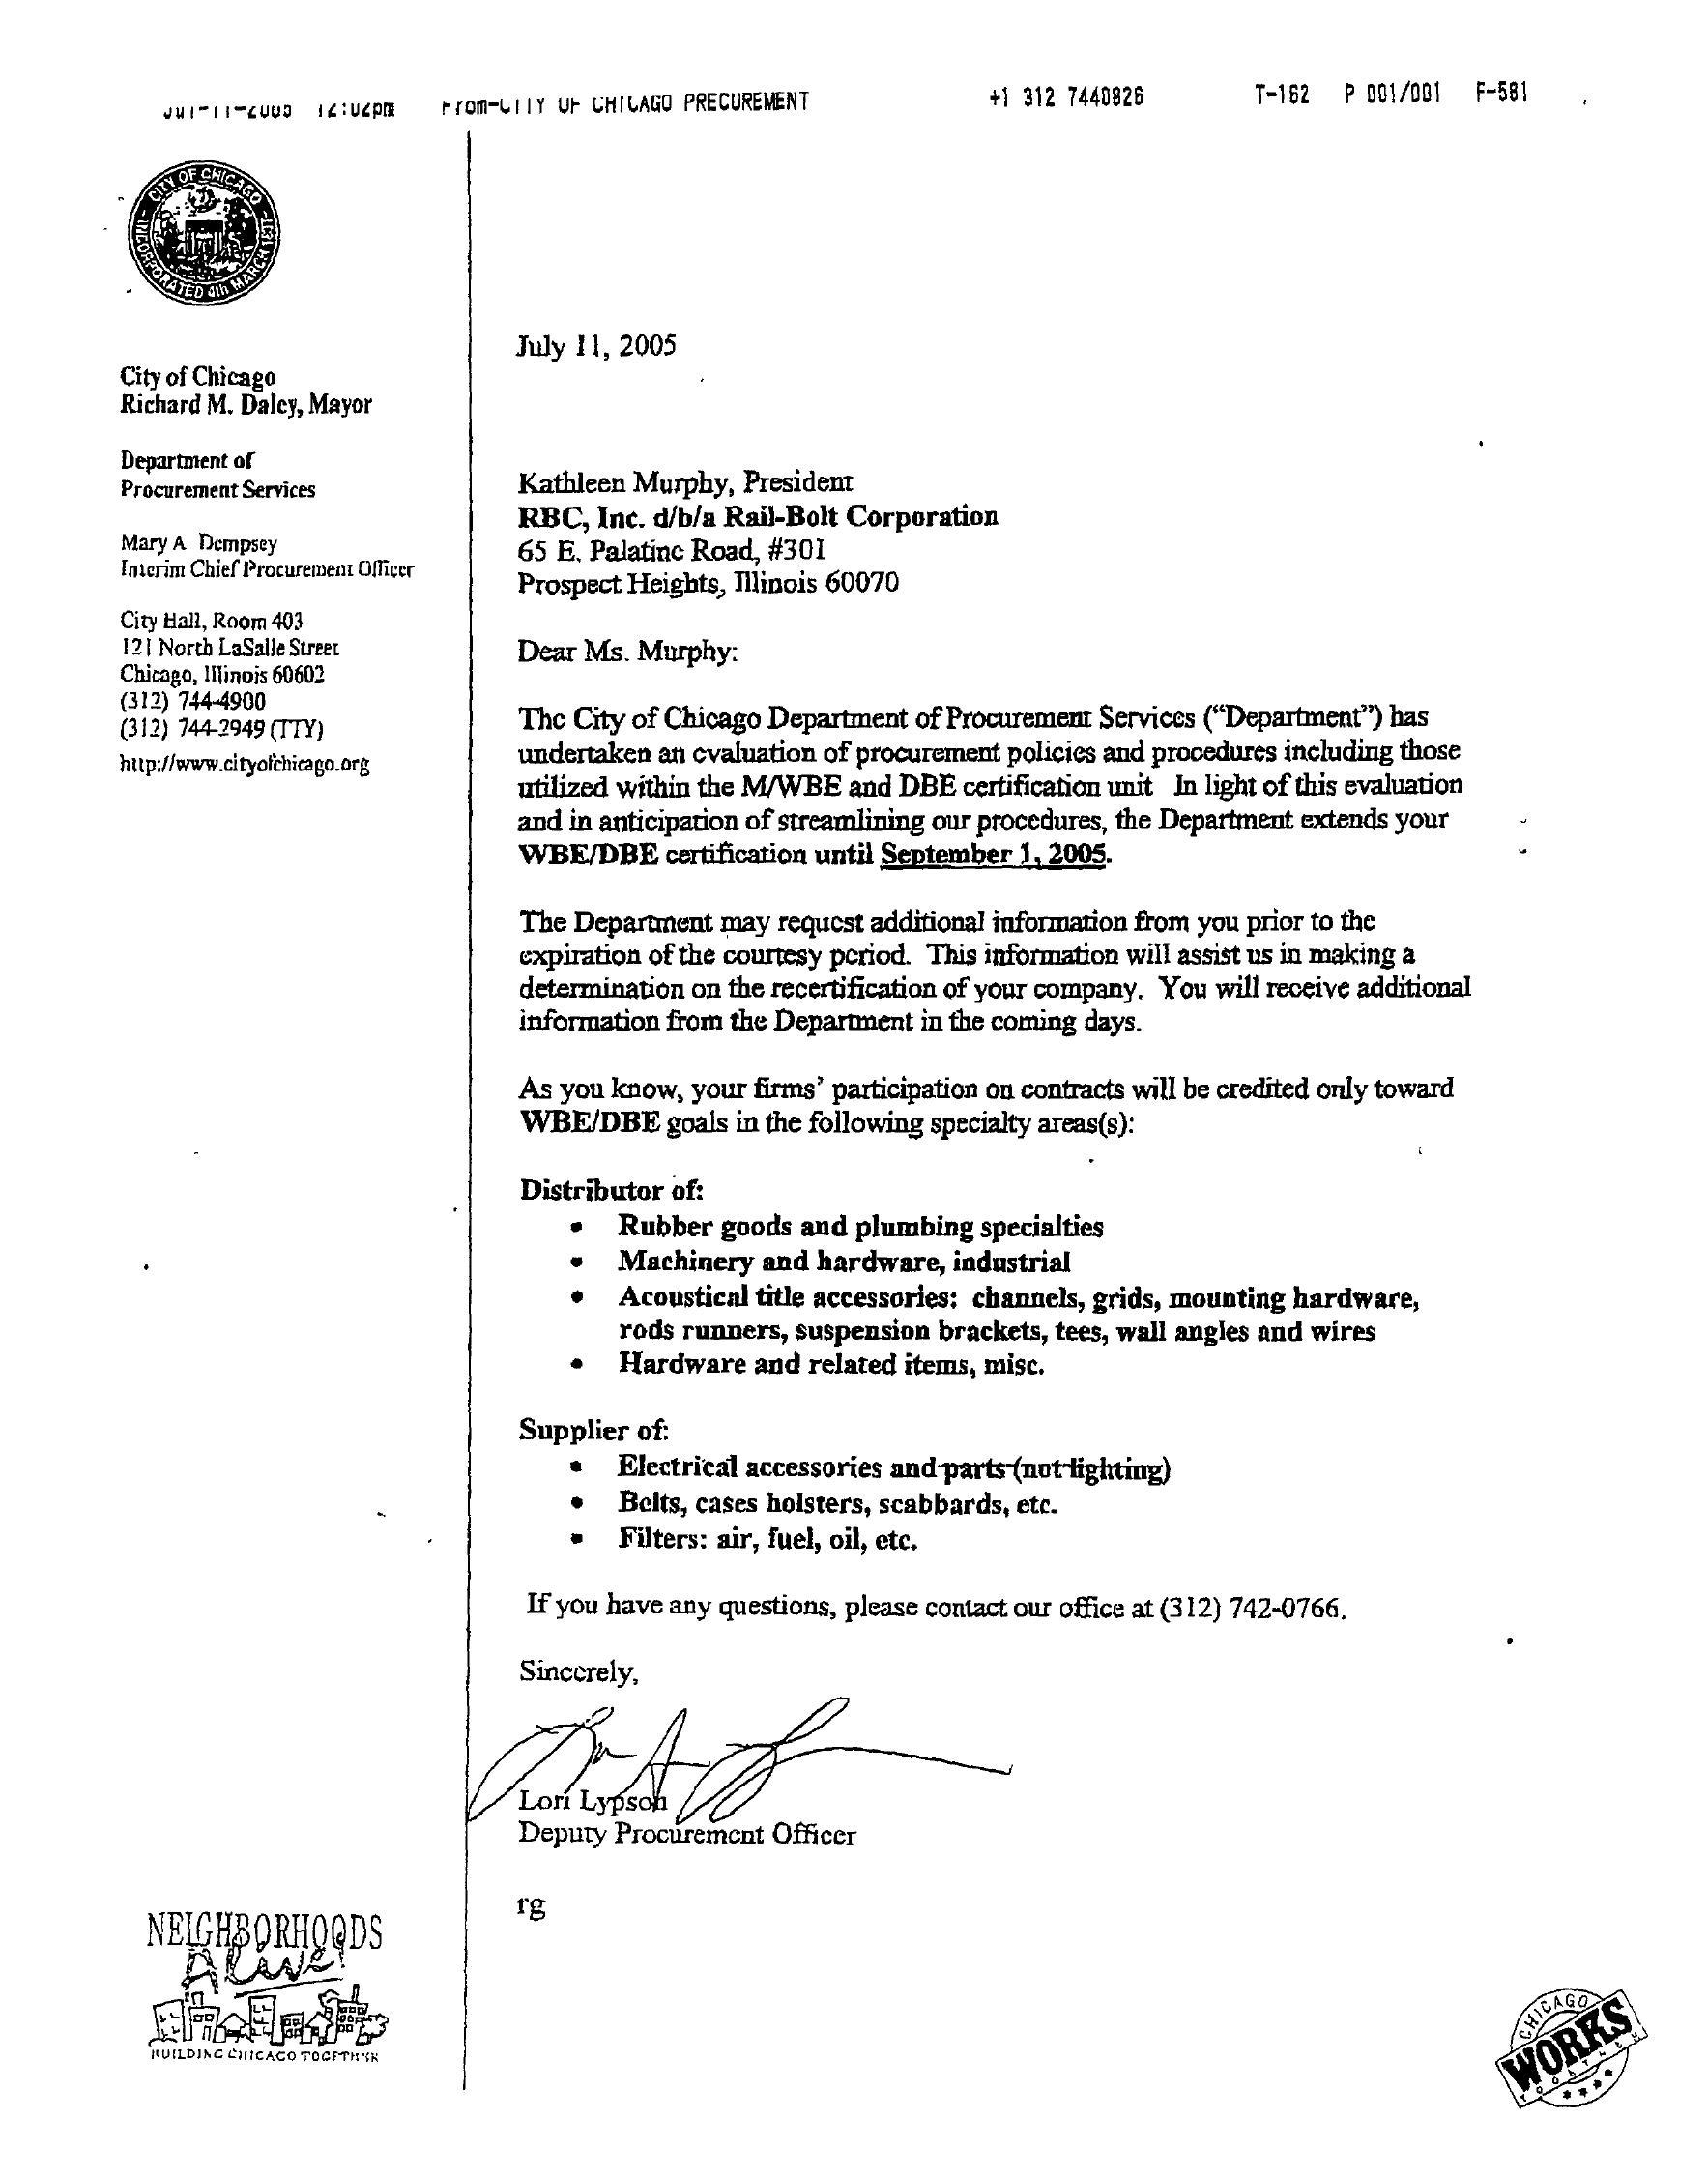 Jul-11-2005 12:02pm From-CITY OF CHICAGO PRECUREMENT +1 312 7440826 T-162 P 001/001 F-581
CITY OF CHICAGO
INCORPORATED 4th MARCH 1837
City of Chicago
Richard M. Daley, Mayor
Department of
Procurement Services
Mary A Dempsey
Interim Chief Procurement Officer
City Hall, Room 403
121 North LaSalle Street
Chicago, Illinois 60602
(312) 744-4900
(312) 744-2949 (TTY)
http://www.cityofchicago.org
July 11, 2005
Kathleen Murphy, President
RBC, Inc. d/b/a Rail-Bolt Corporation
65 E. Palatine Road, #301
Prospect Heights, Illinois 60070
Dear Ms. Murphy:
The City of Chicago Department of Procurement Services ("Department") has
undertaken an evaluation of procurement policies and procedures including those
utilized within the M/WBE and DBE certification unit In light of this evaluation
and in anticipation of streamlining our procedures, the Department extends your
WBE/DBE certification until September 1, 2005.
The Department may request additional information from you prior to the
expiration of the courtesy period. This information will assist us in making a
determination on the recertification of your company. You will receive additional
information from the Department in the coming days.
As you know, your firms' participation on contracts will be credited only toward
WBE/DBE goals in the following specialty areas(s):
Distributor of:
• Rubber goods and plumbing specialties
• Machinery and hardware, industrial
• Acoustical title accessories: channels, grids, mounting hardware,
rods runners, suspension brackets, tees, wall angles and wires
• Hardware and related items, misc.
Supplier of:
• Electrical accessories and parts (not lighting)
• Belts, cases holsters, scabbards, etc.
• Filters: air, fuel, oil, etc.
If you have any questions, please contact our office at (312) 742-0766.
Sincerely,
Lori Lypson
Deputy Procurement Officer
rg
NEIGHBORHOODS
Alive!
BUILDING CHICAGO TOGETHER
CHICAGO
WORKS
TOGETHER